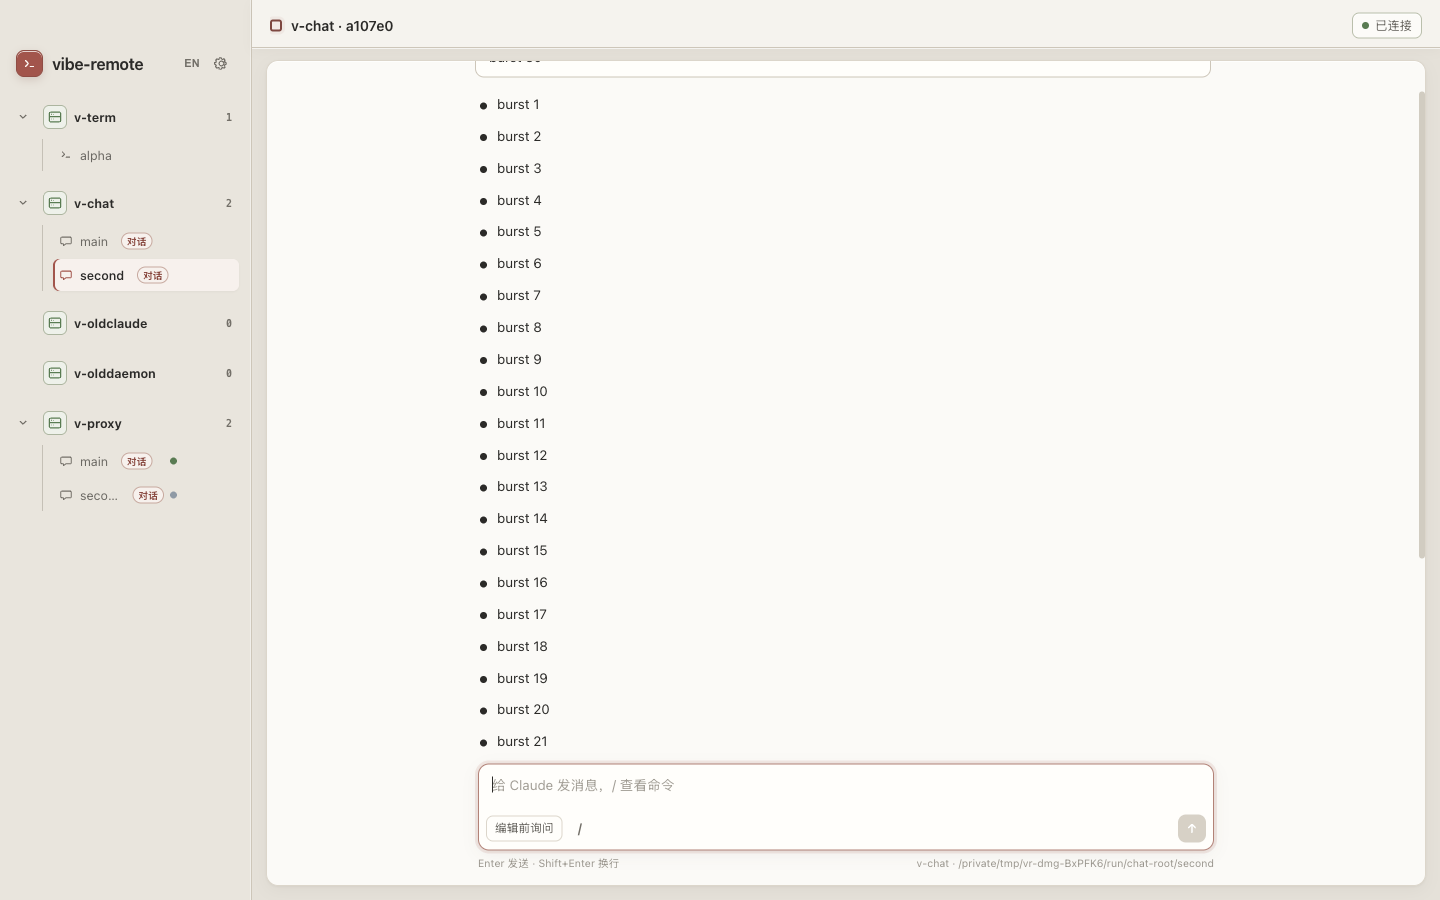 vibe-remote
EN
v-term
1
alpha
v-chat
2
main
对话
second
对话
v-oldclaude
0
v-olddaemon
0
v-proxy
2
main
对话
seco...
对话
v-chat · a107e0
已连接
burst 1
burst 2
burst 3
burst 4
burst 5
burst 6
burst 7
burst 8
burst 9
burst 10
burst 11
burst 12
burst 13
burst 14
burst 15
burst 16
burst 17
burst 18
burst 19
burst 20
burst 21
给 Claude 发消息，/ 查看命令
编辑前询问
/
Enter 发送 · Shift+Enter 换行
v-chat · /private/tmp/vr-dmg-BxPFK6/run/chat-root/second